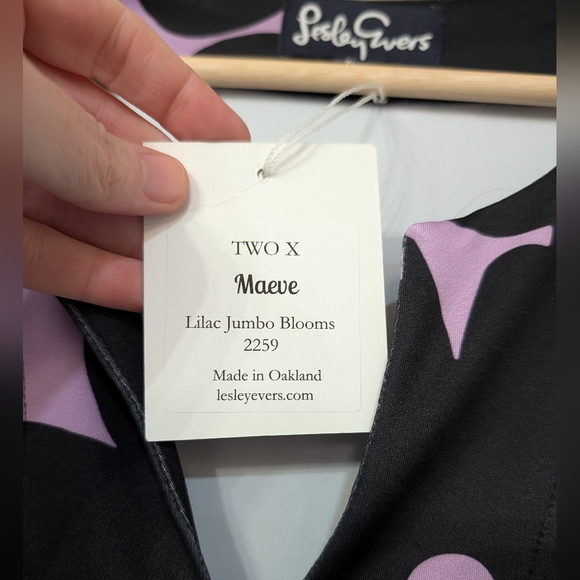 Lesley Evers
TWO X
Maeve
Lilac Jumbo Blooms
2259
Made in Oakland
lesleyevers.com